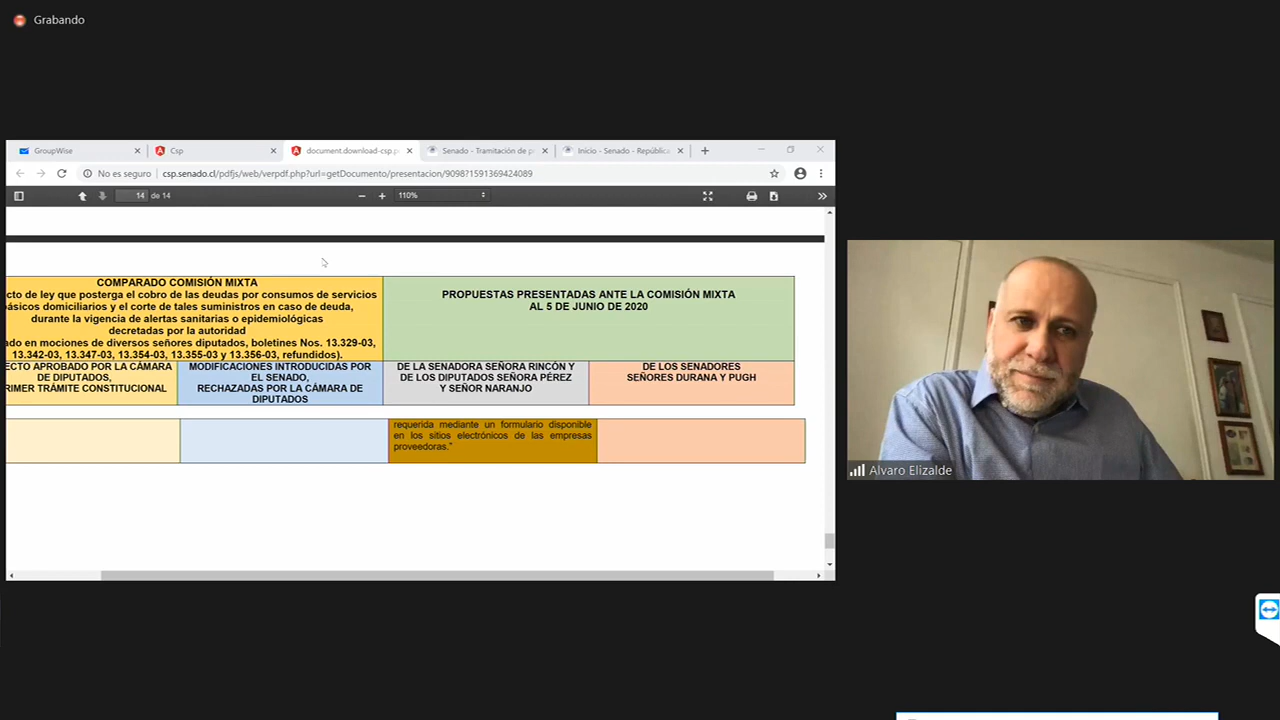 Grabando
GroupWise
Csp
document.download-csp.p
Senado - Tramitación de p
Inicio - Senado - República
No es seguro
csp.senado.cl/pdfjs/web/verpdf.php?url=getDocumento/presentacion/9098?1591369424089
14 de 14
110%
COMPARADO COMISIÓN MIXTA
cto de ley que posterga el cobro de las deudas por consumos de servicios
ásicos domiciliarios y el corte de tales suministros en caso de deuda,
durante la vigencia de alertas sanitarias o epidemiológicas
decretadas por la autoridad
ado en mociones de diversos señores diputados, boletines Nos. 13.329-03,
13.342-03, 13.347-03, 13.354-03, 13.355-03 y 13.356-03, refundidos).
PROPUESTAS PRESENTADAS ANTE LA COMISIÓN MIXTA
AL 5 DE JUNIO DE 2020
ECTO APROBADO POR LA CÁMARA
DE DIPUTADOS,
RIMER TRÁMITE CONSTITUCIONAL
MODIFICACIONES INTRODUCIDAS POR
EL SENADO,
RECHAZADAS POR LA CÁMARA DE
DIPUTADOS
DE LA SENADORA SEÑORA RINCÓN Y
DE LOS DIPUTADOS SEÑORA PÉREZ
Y SEÑOR NARANJO
DE LOS SENADORES
SEÑORES DURANA Y PUGH
requerida mediante un formulario disponible
en los sitios electrónicos de las empresas
proveedoras."
Alvaro Elizalde